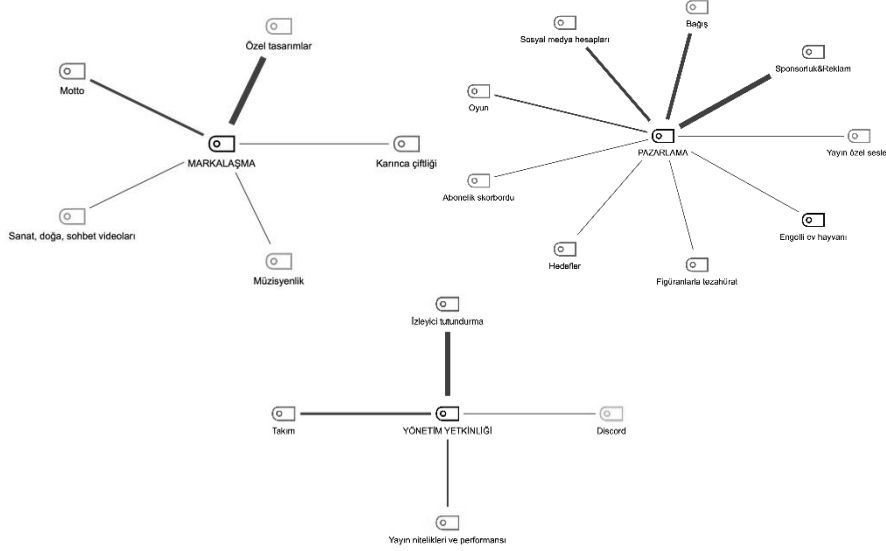 Özel tasarımlar
Motto
MARKALAŞMA
Karınca çiftliği
Sanat, doğa, sohbet videoları
Müzisyenlik
Bağış
Sosyal medya hesapları
Sponsorluk&Reklam
Oyun
PAZARLAMA
Yayın özel sesle
Abonelik skorbordu
Engelli ev hayvanı
Hedefler
Figüranlarla tezahürat
İzleyici tutundurma
Takım
YÖNETİM YETKİNLİĞİ
Discord
Yayın nitelikleri ve performansı